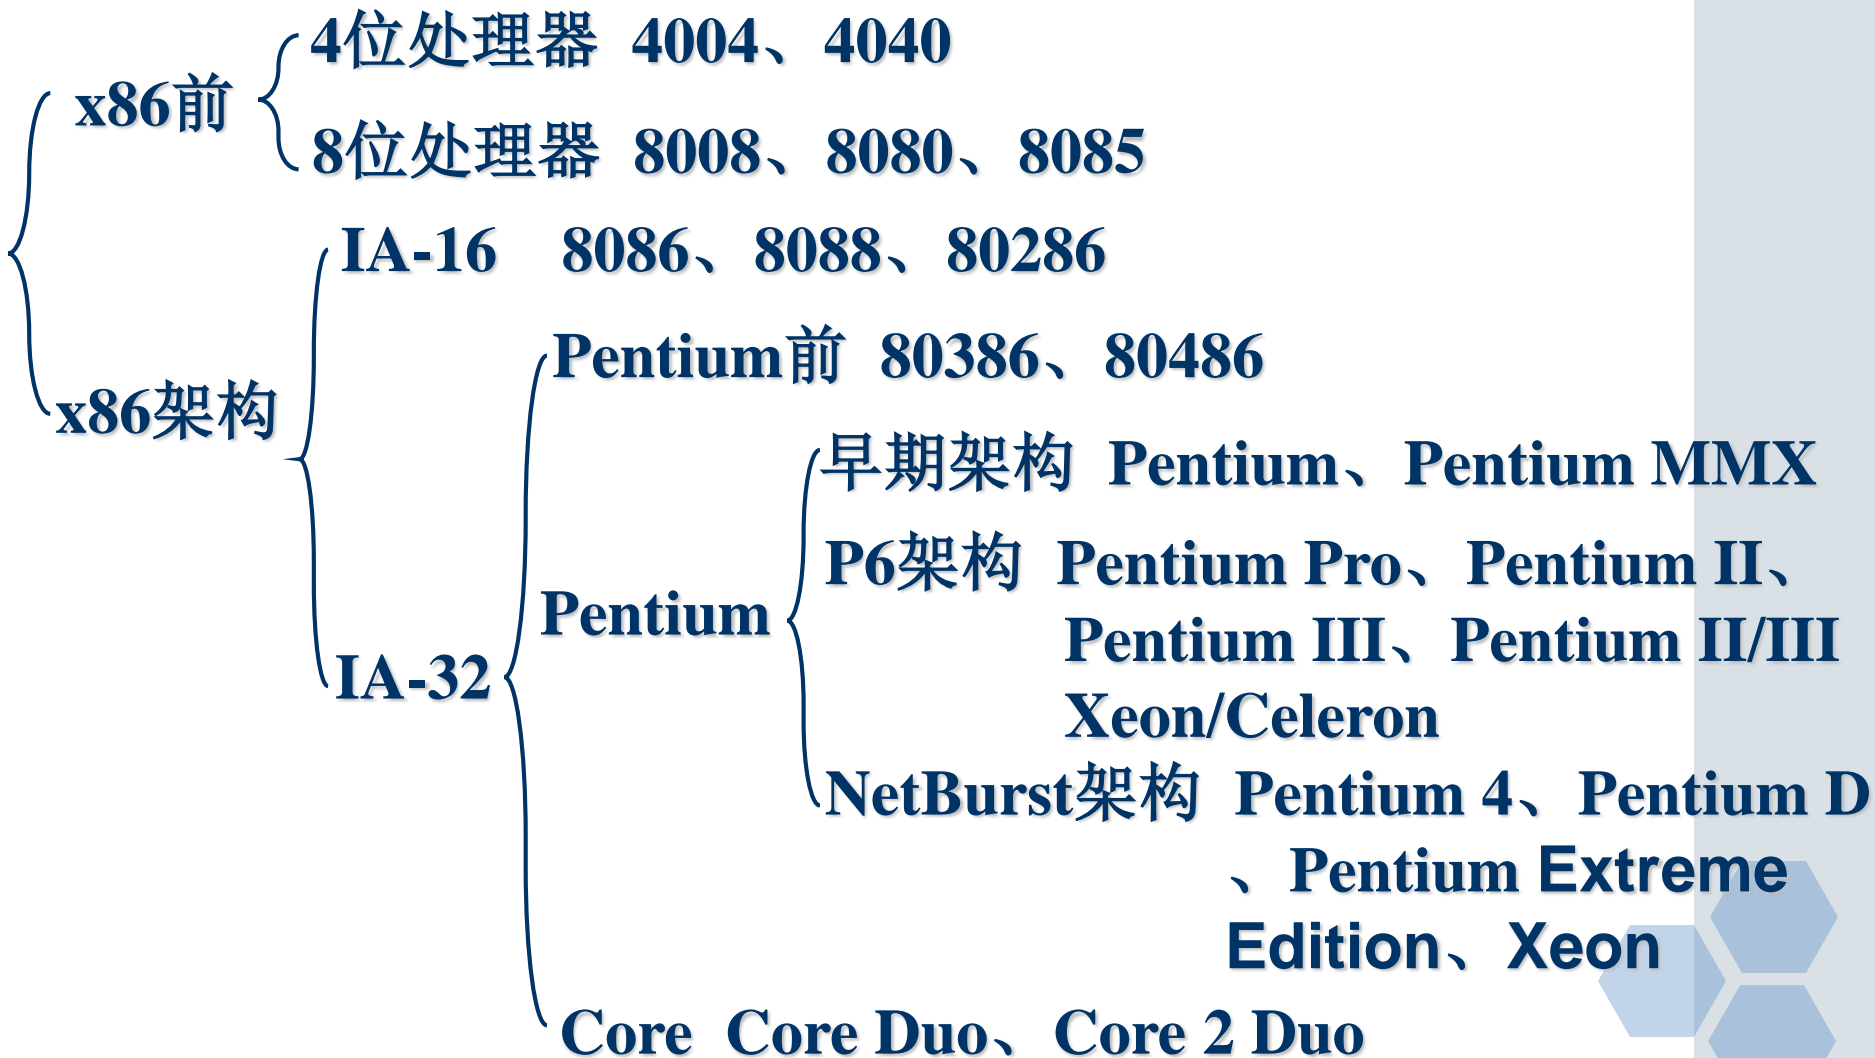 4位处理器 4004、4040
x86前
8位处理器 8008、8080、8085
IA-16 8086、8088、80286
Pentium前 80386、80486
x86架构
早期架构 Pentium、Pentium MMX
P6架构 Pentium Pro、Pentium II、
Pentium III、Pentium II/III
Xeon/Celeron
Pentium
IA-32
NetBurst架构 Pentium 4、Pentium D
、Pentium Extreme
Edition、Xeon
Core Core Duo、Core 2 Duo